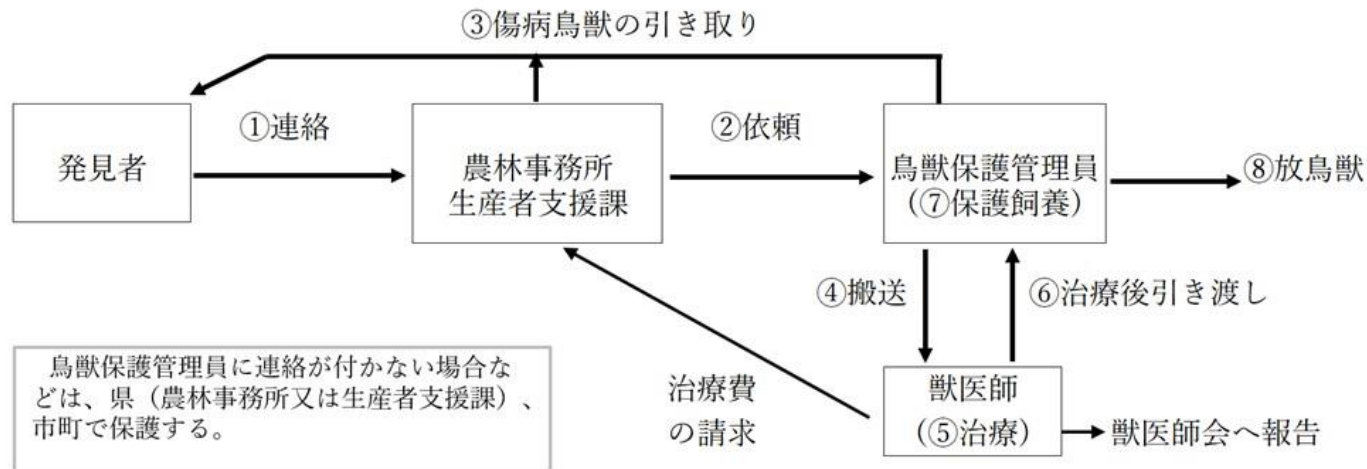 ③傷病鳥獣の引き取り
発見者
①連絡
農林事務所
生産者支援課
②依頼
鳥獣保護管理員
(⑦保護飼養)
⑧放鳥獣
④搬送
⑥治療後引き渡し
鳥獣保護管理員に連絡が付かない場合な
どは、県(農林事務所又は生産者支援課)、
市町で保護する。
治療費
の請求
獣医師
(⑤治療)
獣医師会へ報告